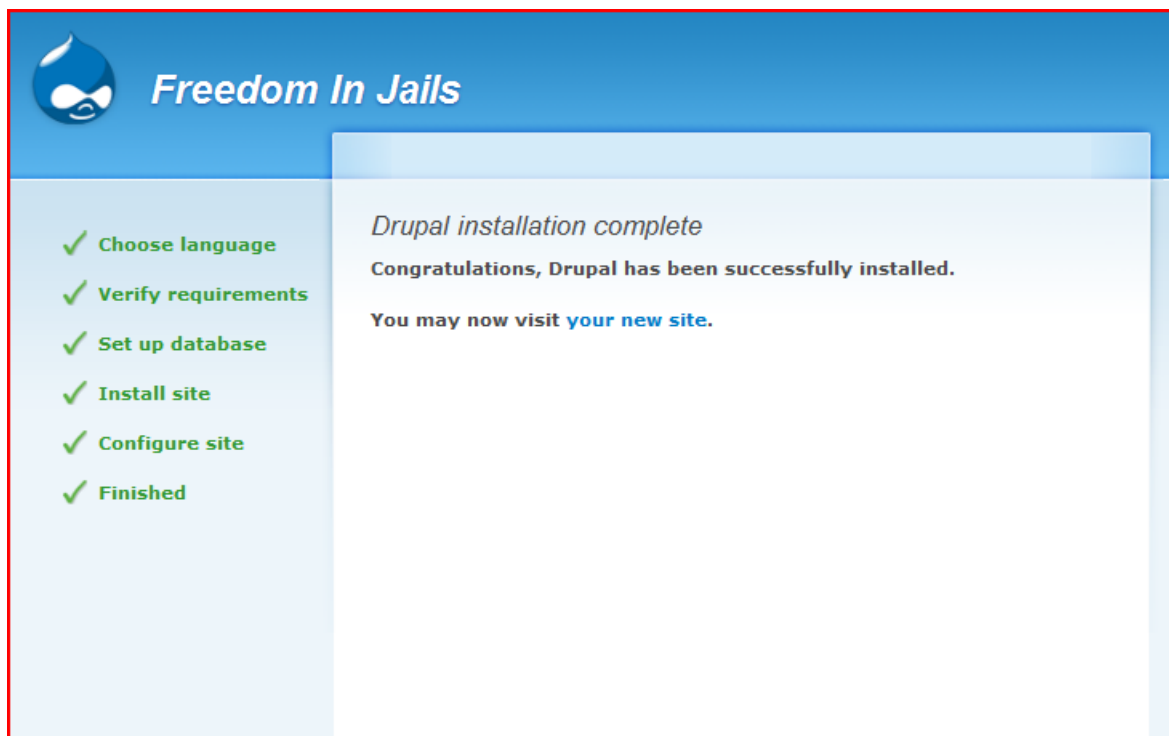 Freedom In Jails
Choose language
Verify requirements
Set up database
Install site
Configure site
Finished
Drupal installation complete
Congratulations, Drupal has been successfully installed.
You may now visit your new site.